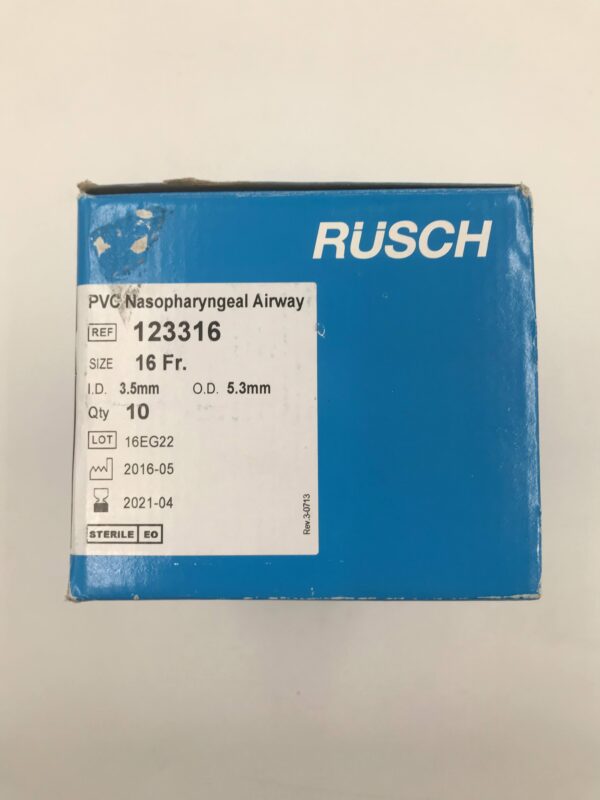 RÜSCH
PVC Nasopharyngeal Airway
REF 123316
SIZE 16 Fr.
I.D. 3.5mm O.D. 5.3mm
Qty 10
LOT 16EG22
2016-05
2021-04
STERILE EO
Rev.3-0713